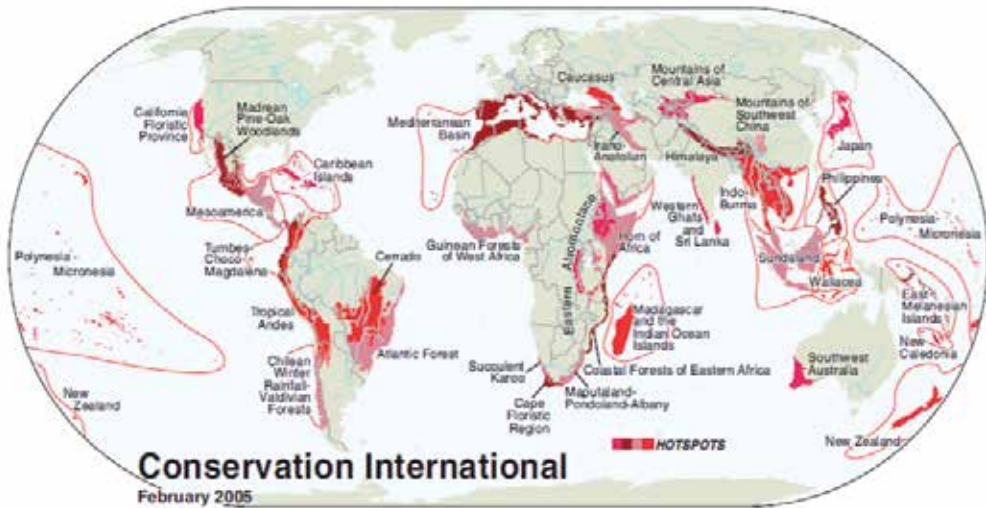 California
Floristic
Province
Madrean
Pine-Oak
Woodlands
Caribbean
Islands
Mesoamerica
Polynesia-
Micronesia
Tumbes-
Choco-
Magdalena
Tropical
Andes
Cerrado
Atlantic Forest
Chilean
Winter
Rainfall-
Valdivian
Forests
New
Zealand
Mediterranean
Basin
Caucasus
Irano-
Anatolian
Mountains of
Central Asia
Mountains of
Southwest
China
Himalaya
Japan
Philippines
Indo-
Burma
Western
Ghats
and
Sri Lanka
Guinean Forests
of West Africa
Eastern Afromontane
Horn of
Africa
Sundaland
Wallacea
Polynesia-
Micronesia
East
Melanesian
Islands
New
Caledonia
Madagascar
and the
Indian Ocean
Islands
Coastal Forests of Eastern Africa
Succulent
Karoo
Cape
Floristic
Region
Maputaland-
Pondoland-Albany
Southwest
Australia
New Zealand
HOTSPOTS
Conservation International
February 2005